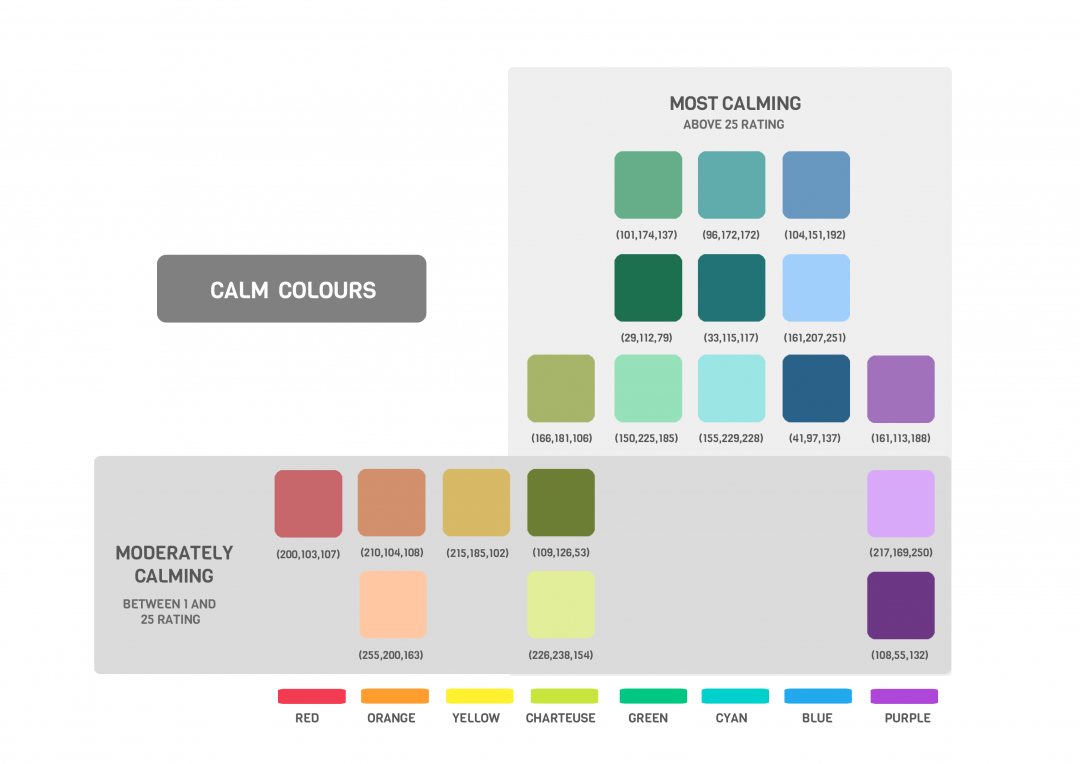 MOST CALMING
ABOVE 25 RATING
(101,174,137) (96,172,172) (104,151,192)
CALM COLOURS
(29,112,79) (33,115,117) (161,207,251)
(166,181,106) (150,225,185) (155,229,228) (41,97,137) (161,113,188)
MODERATELY
CALMING
BETWEEN 1 AND
25 RATING
(200,103,107) (210,104,108) (215,185,102) (109,126,53) (217,169,250)
(255,200,163) (226,238,154) (108,55,132)
RED ORANGE YELLOW CHARTEUSE GREEN CYAN BLUE PURPLE